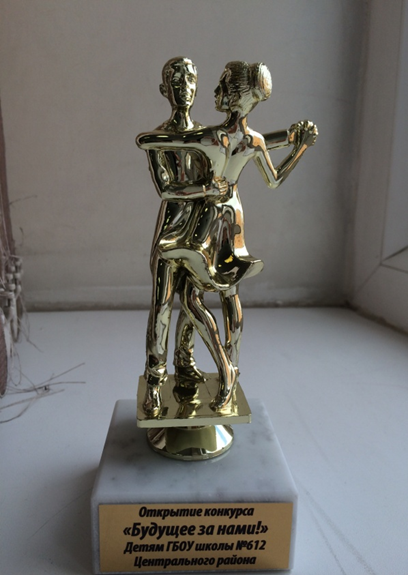 Открытие конкурса
«Будущее за нами!»
Детям ГБОУ школы №612
Центрального района